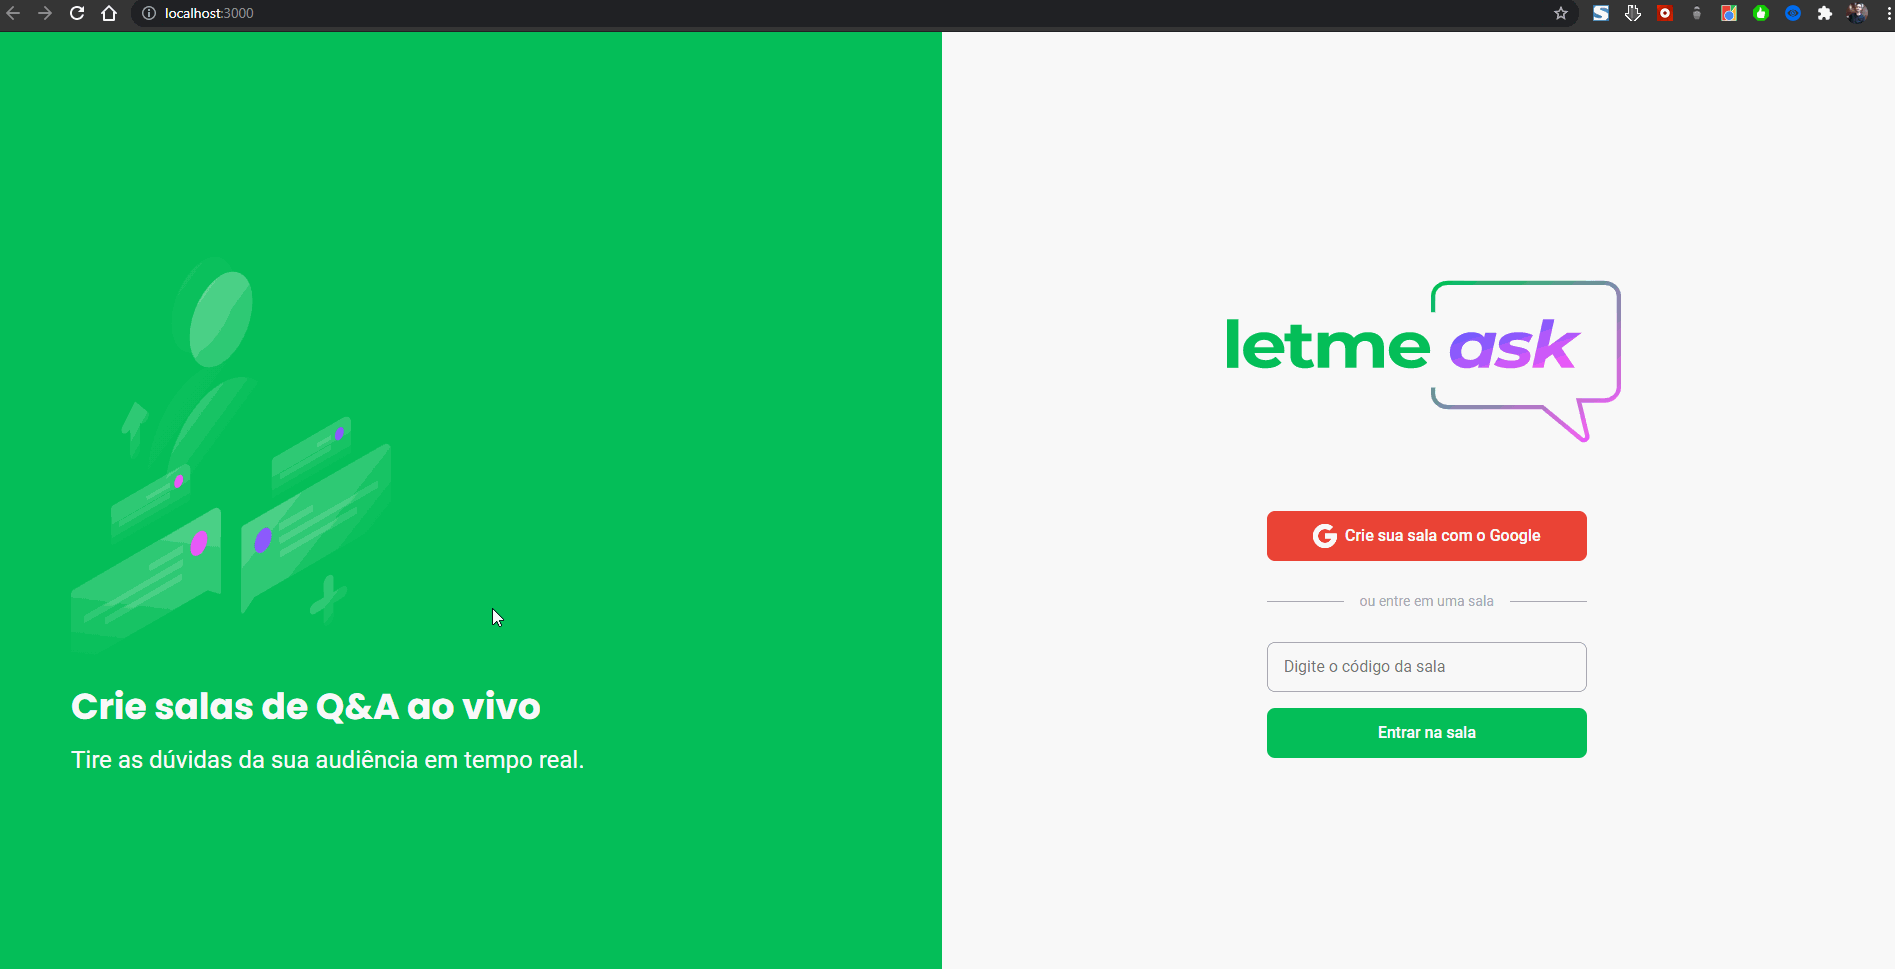 localhost:3000
Crie salas de Q&A ao vivo
Tire as dúvidas da sua audiência em tempo real.
letme ask
Crie sua sala com o Google
ou entre em uma sala
Digite o código da sala
Entrar na sala